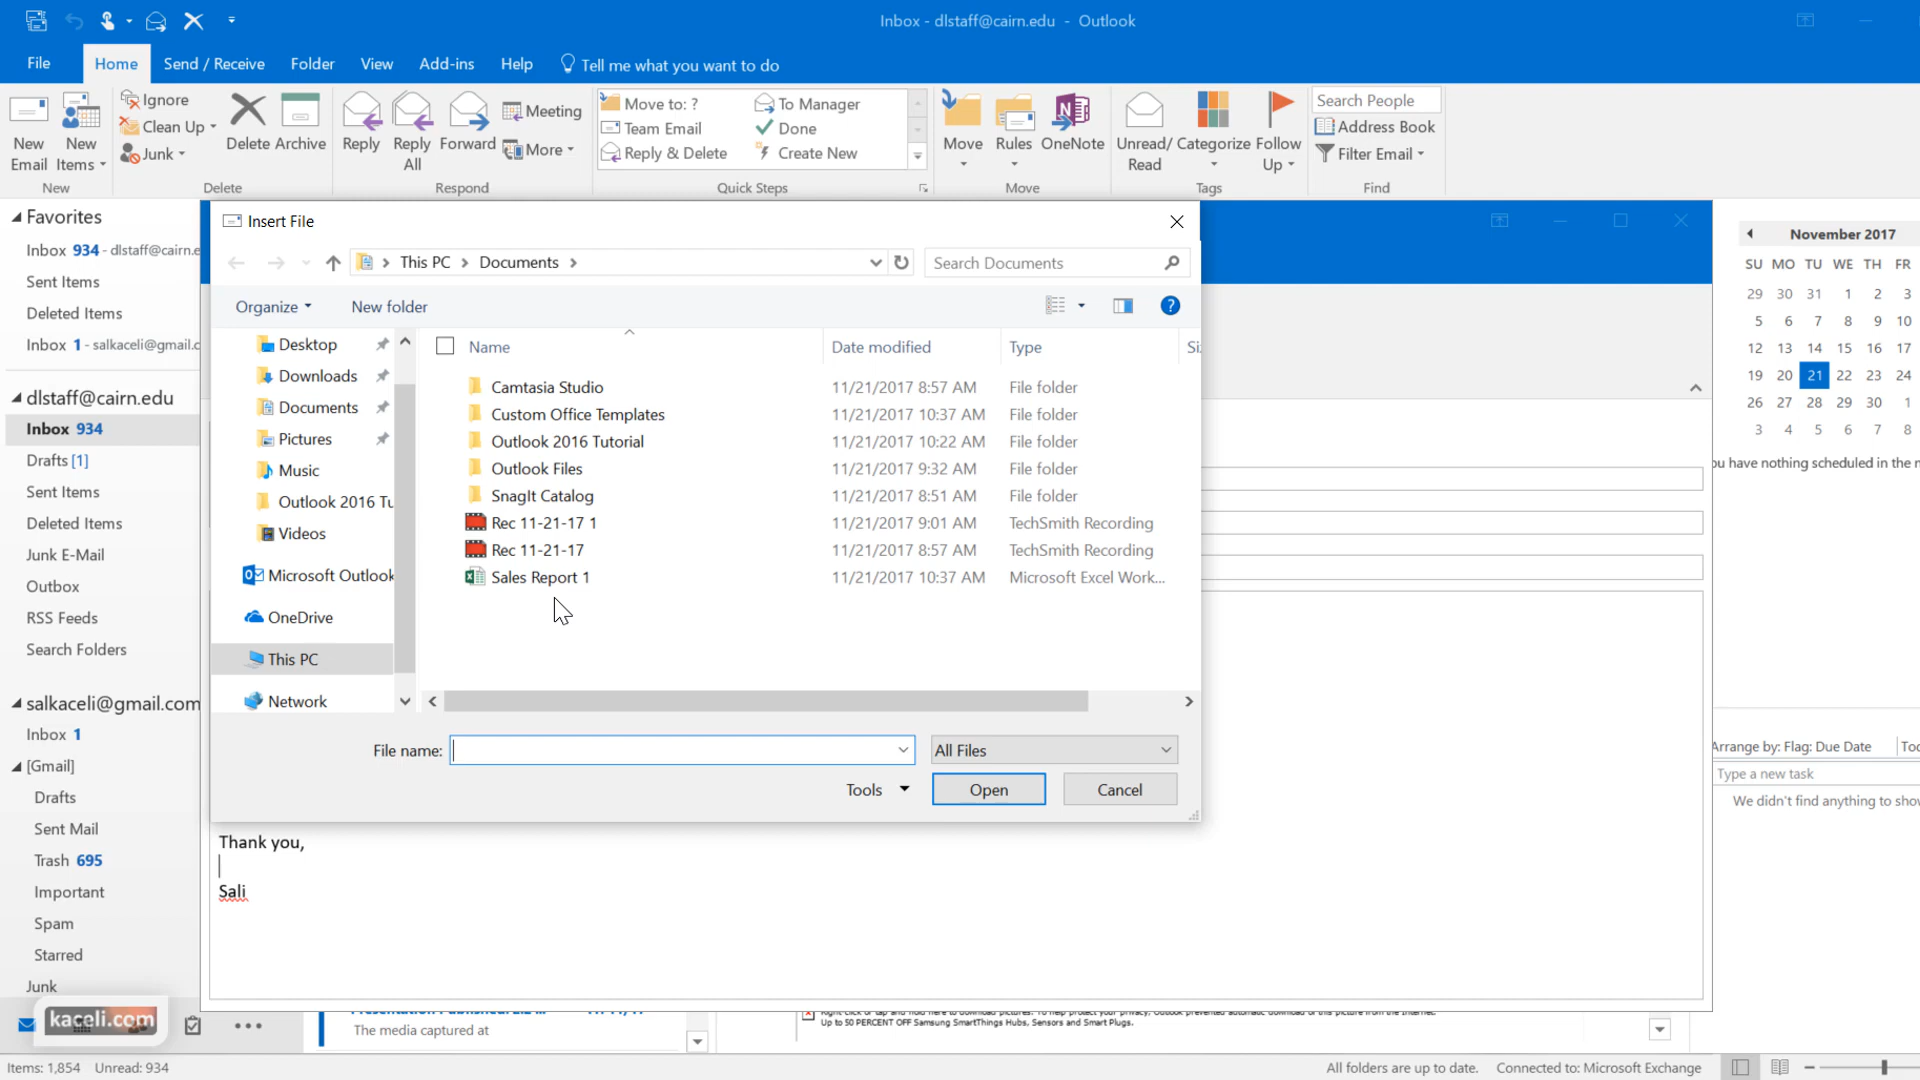 Inbox - dlstaff@cairn.edu - Outlook
File Home Send / Receive Folder View Add-ins Help Tell me what you want to do
New Email
New Items
Ignore
Clean Up
Junk
Delete
Archive
Reply
Reply All
Forward
Meeting
More
Move to: ?
Team Email
Reply & Delete
To Manager
Done
Create New
Move
Rules
OneNote
Unread/ Read
Categorize
Follow Up
Search People
Address Book
Filter Email
New Delete Respond Quick Steps Move Tags Find
Favorites
Inbox 934 - dlstaff@cairn.e
Sent Items
Deleted Items
Inbox 1 - salkaceli@gmail.c
dlstaff@cairn.edu
Inbox 934
Drafts [1]
Sent Items
Deleted Items
Junk E-Mail
Outbox
RSS Feeds
Search Folders
salkaceli@gmail.com
Inbox 1
[Gmail]
Drafts
Sent Mail
Trash 695
Important
Spam
Starred
Junk
kaceli.com
Insert File
This PC > Documents >
Search Documents
Organize New folder
Desktop
Downloads
Documents
Pictures
Music
Outlook 2016 Tu
Videos
Microsoft Outlook
OneDrive
This PC
Network
Name Date modified Type
Camtasia Studio 11/21/2017 8:57 AM File folder
Custom Office Templates 11/21/2017 10:37 AM File folder
Outlook 2016 Tutorial 11/21/2017 10:22 AM File folder
Outlook Files 11/21/2017 9:32 AM File folder
SnagIt Catalog 11/21/2017 8:51 AM File folder
Rec 11-21-17 1 11/21/2017 9:01 AM TechSmith Recording
Rec 11-21-17 11/21/2017 8:57 AM TechSmith Recording
Sales Report 1 11/21/2017 10:37 AM Microsoft Excel Work...
File name: All Files
Tools Open Cancel
Thank you,
Sali
The media captured at
Up to 50 PERCENT OFF Samsung SmartThings Hubs, Sensors and Smart Plugs.
November 2017
SU MO TU WE TH FR
29 30 31 1 2 3
5 6 7 8 9 10
12 13 14 15 16 17
19 20 21 22 23 24
26 27 28 29 30 1
3 4 5 6 7 8
ou have nothing scheduled in the n
Arrange by: Flag: Due Date
Type a new task
We didn't find anything to show
Items: 1,854 Unread: 934
All folders are up to date. Connected to: Microsoft Exchange